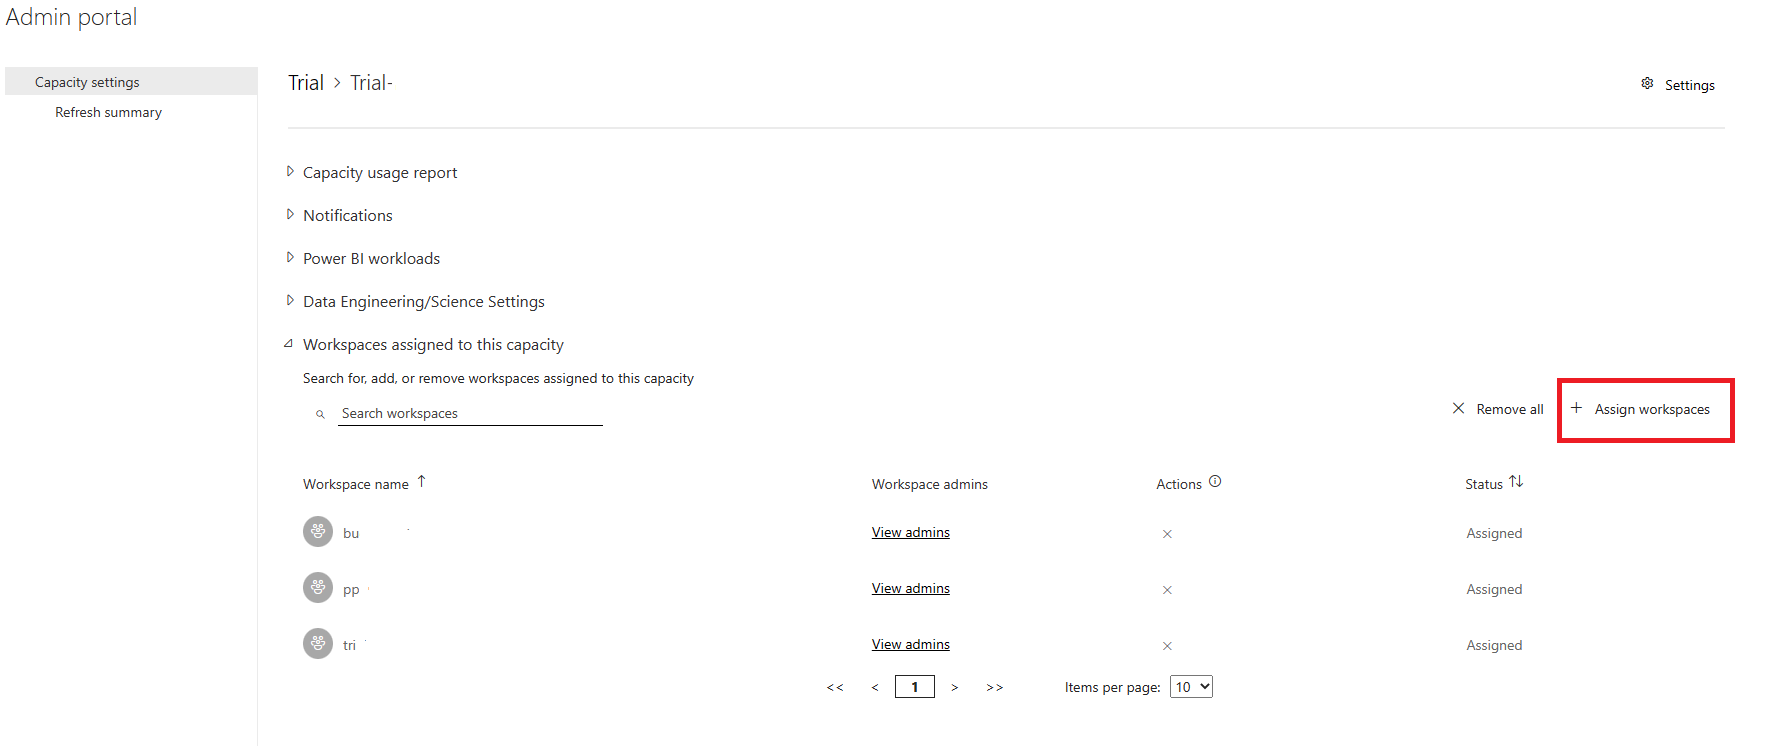 Admin portal
Capacity settings
Refresh summary
Trial > Trial-
Settings
Capacity usage report
Notifications
Power BI workloads
Data Engineering/Science Settings
Workspaces assigned to this capacity
Search for, add, or remove workspaces assigned to this capacity
Search workspaces
Remove all
+ Assign workspaces
Workspace name ↑ Workspace admins Actions Status ↑↓
bu View admins × Assigned
pp View admins × Assigned
tri View admins × Assigned
<< < 1 > >> Items per page: 10